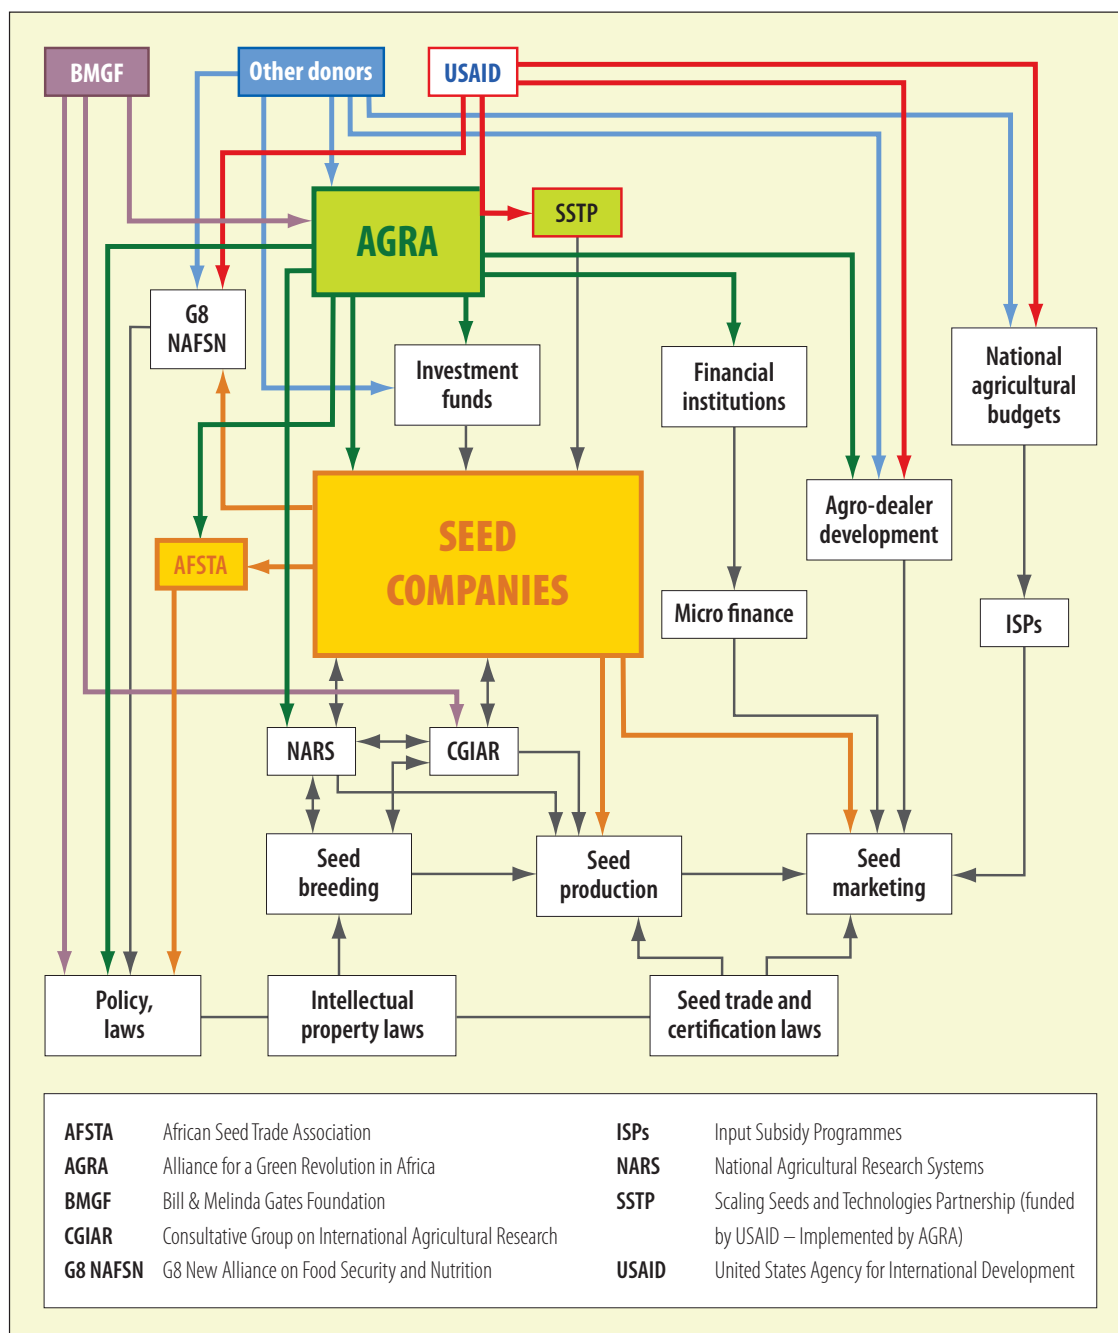 BMGF
Other donors
USAID
AGRA
SSTP
G8
NAFSN
Investment
funds
Financial
institutions
National
agricultural
budgets
SEED
COMPANIES
Agro-dealer
development
AFSTA
Micro finance
ISPs
NARS
CGIAR
Seed
breeding
Seed
production
Seed
marketing
Policy,
laws
Intellectual
property laws
Seed trade and
certification laws
AFSTA African Seed Trade Association
AGRA Alliance for a Green Revolution in Africa
BMGF Bill & Melinda Gates Foundation
CGIAR Consultative Group on International Agricultural Research
G8 NAFSN G8 New Alliance on Food Security and Nutrition
ISPs Input Subsidy Programmes
NARS National Agricultural Research Systems
SSTP Scaling Seeds and Technologies Partnership (funded
by USAID – Implemented by AGRA)
USAID United States Agency for International Development